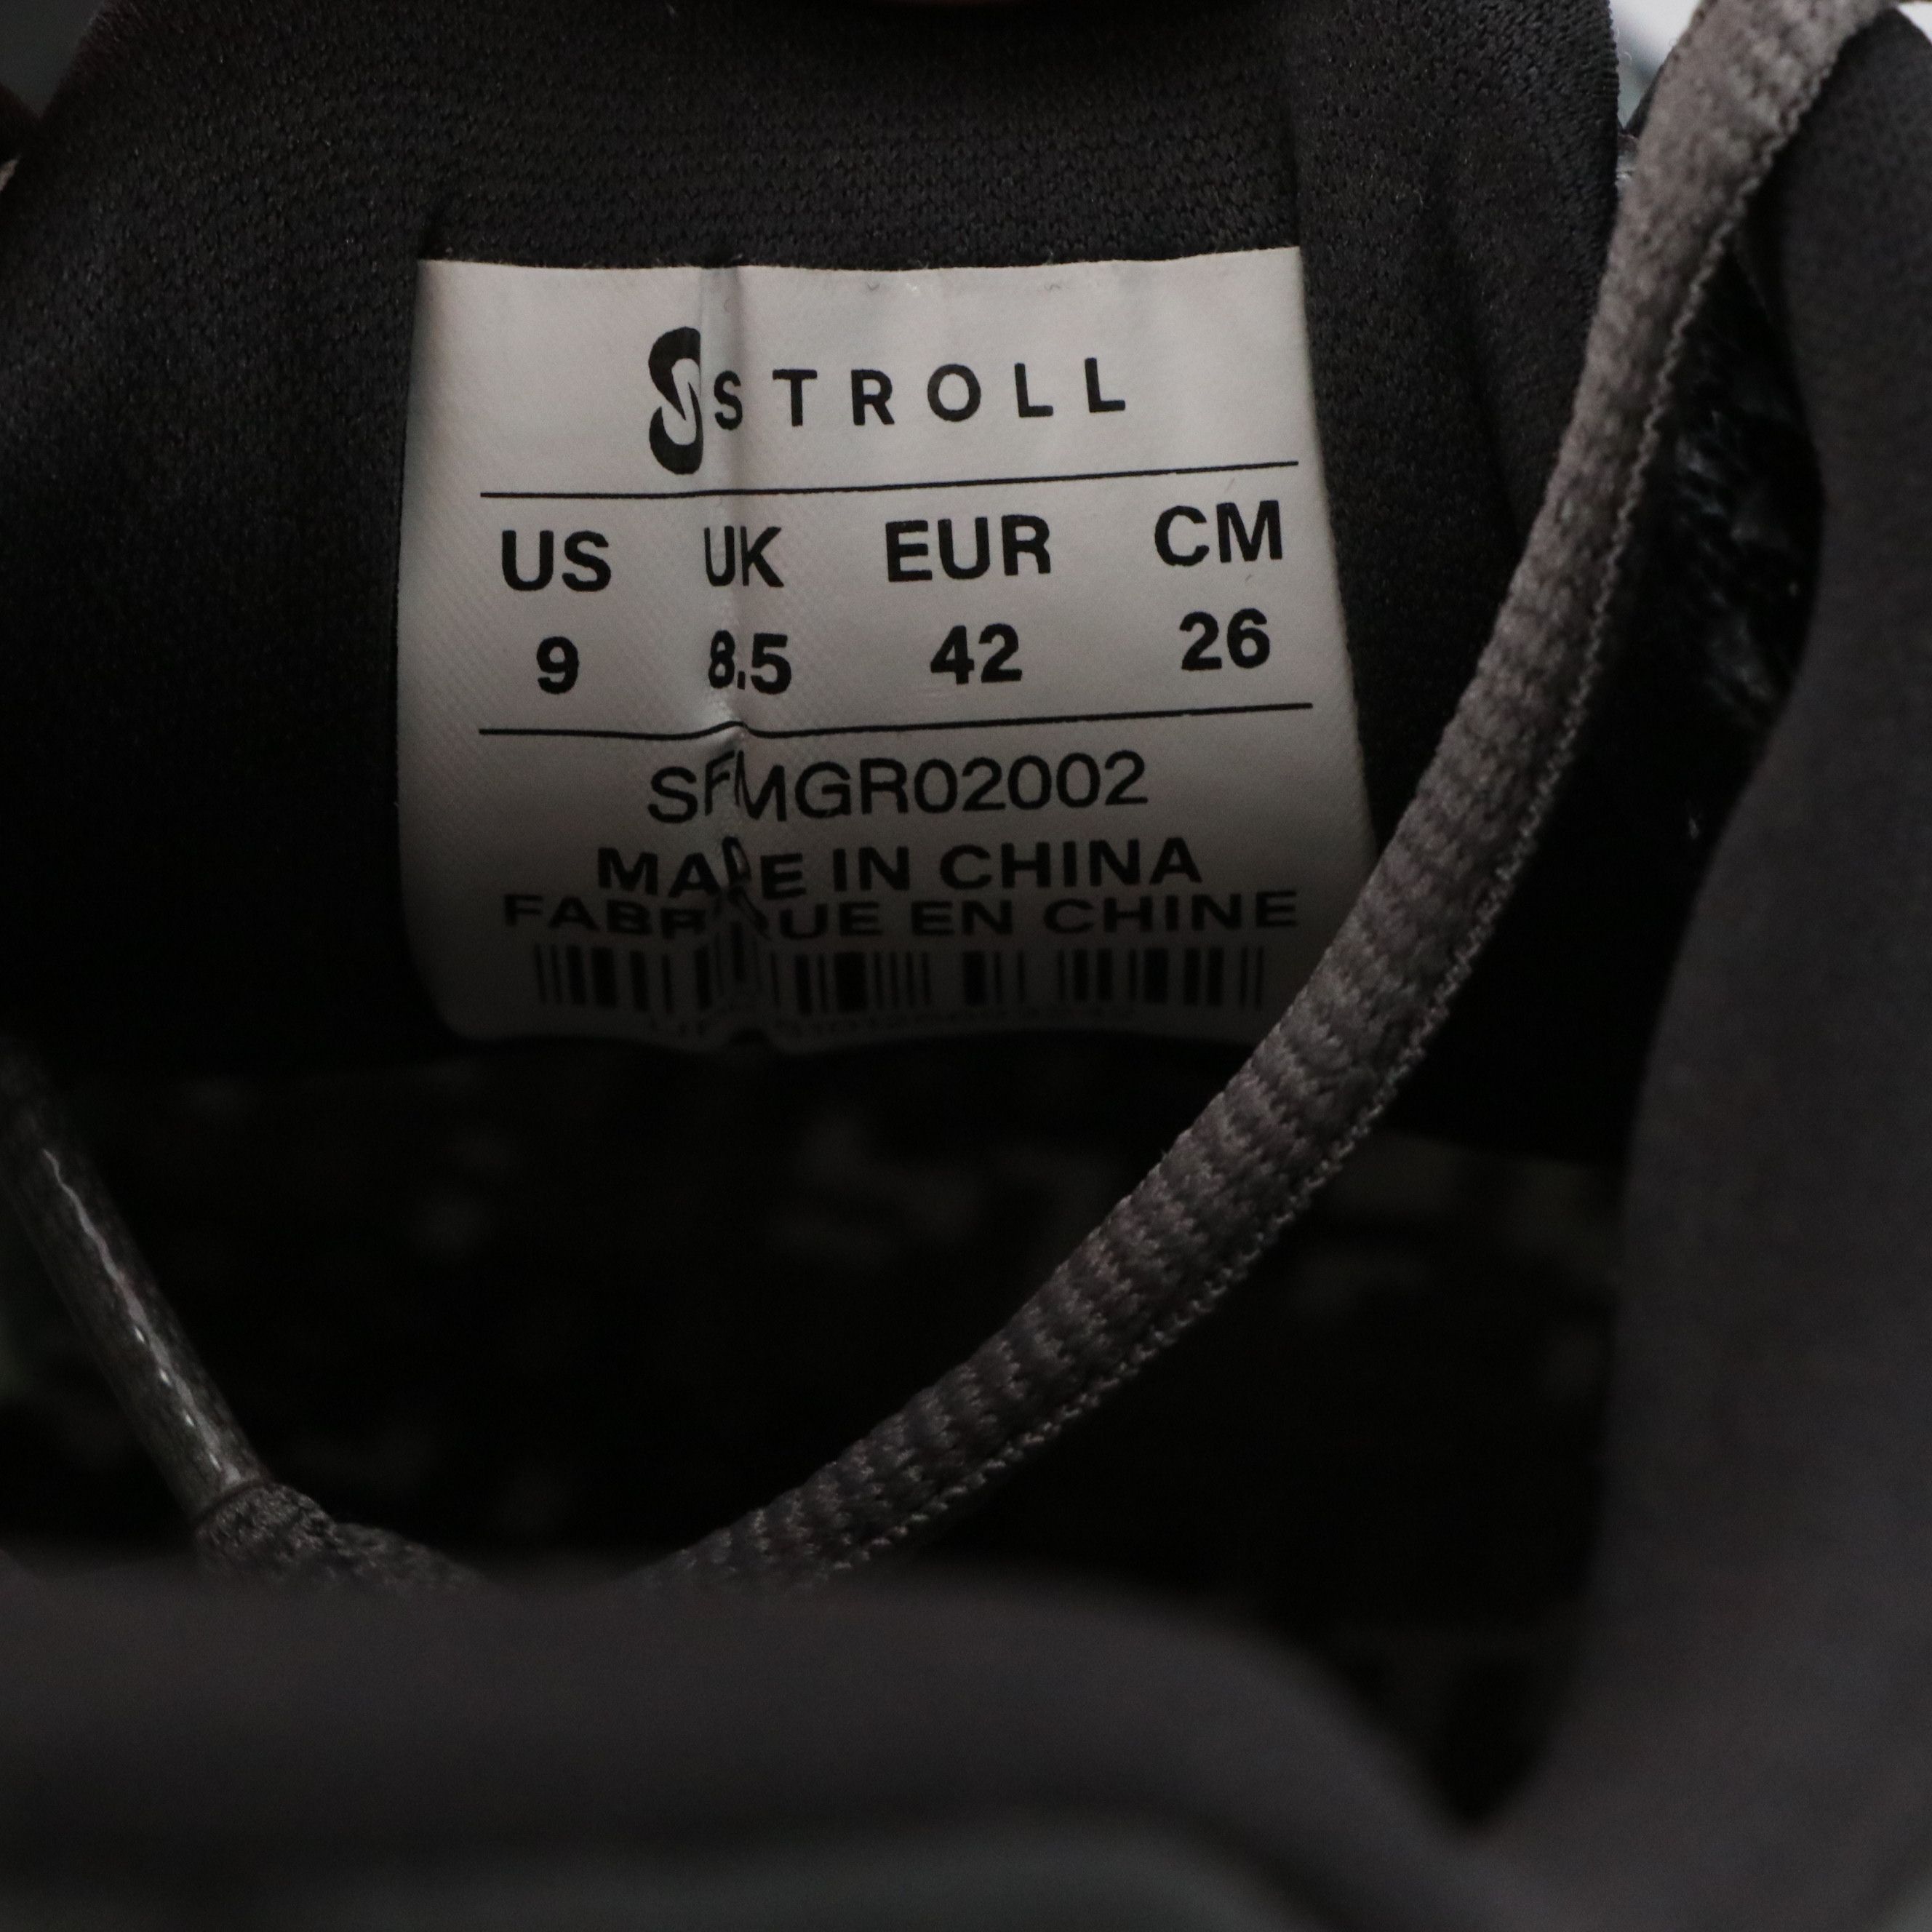 STROLL
US UK EUR CM
9 8.5 42 26
SFMGR02002
MADE IN CHINA
FABRIQUE EN CHINE